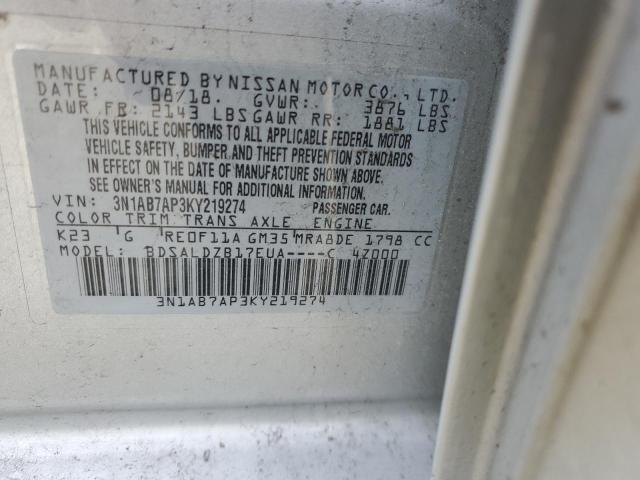 MANUFACTURED BY NISSAN MOTOR CO., LTD.
DATE: 08/18. GVWR: 3876 LBS
GAWR FR: 2143 LBS GAWR RR: 1881 LBS
THIS VEHICLE CONFORMS TO ALL APPLICABLE FEDERAL MOTOR
VEHICLE SAFETY, BUMPER, AND THEFT PREVENTION STANDARDS
IN EFFECT ON THE DATE OF MANUFACTURE SHOWN ABOVE.
SEE OWNER'S MANUAL FOR ADDITIONAL INFORMATION.
VIN: 3N1AB7AP3KY219274 PASSENGER CAR.
COLOR TRIM TRANS AXLE ENGINE
K23 G RE0F11A GM35 MRA8DE 1798 CC
MODEL: BDSALDZB17EUA----C 4Z000
3N1AB7AP3KY219274